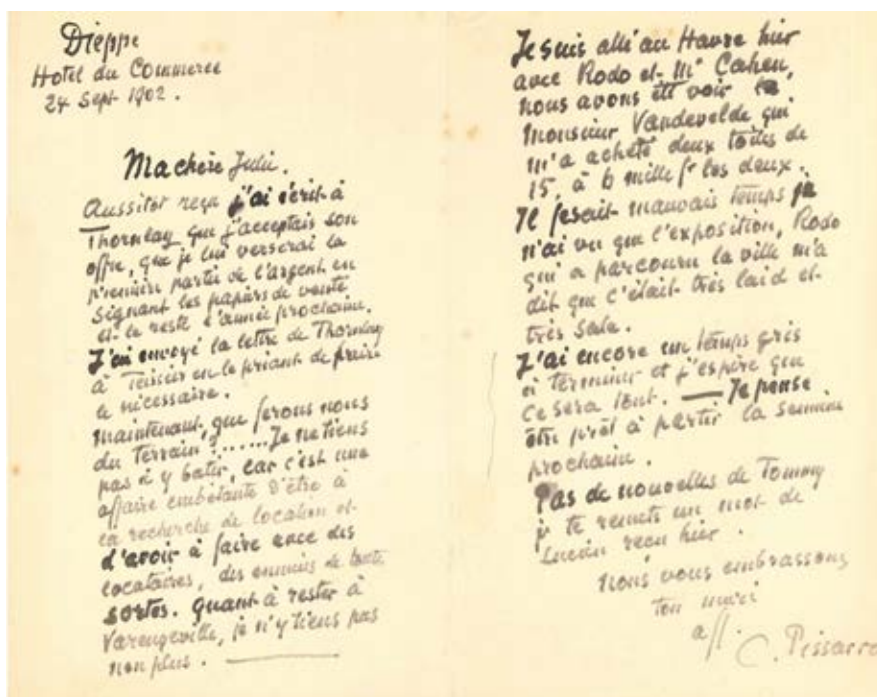 Dieppe
Hotel du Commerce
24 Sept 1902.
Ma chère Julie.
Aussitôt reçu j'ai écrit à
Thornlay que j'acceptais son
offre, que je lui verserai la
première partie de l'argent en
signant les papiers de vente
et le reste l'année prochaine.
J'ai envoyé la lettre de Thornlay
à Teisier en le priant de faire
le nécessaire.
Maintenant, que ferons nous
du terrain? ...... Je ne tiens
pas à y batir, car c'est une
affaire embêtante d'être à
la recherche de location et
d'avoir à faire avec des
locataires, des ennuis de toute
sortes. Quant à rester à
Varengeville, je n'y tiens pas
non plus.
Je suis allé au Havre hier
avec Rodo et Mr Cahen,
nous avons été voir
Monsieur Vandevelde qui
m'a acheté deux toiles de
15, à 6 mille fr les deux.
Il fesait mauvais temps je
n'ai vu que l'exposition, Rodo
qui a parcouru la ville m'a
dit que c'était très laid et
très sale.
J'ai encore un temps gris
à terminer et j'espère que
ce sera tout. — Je pense
être prêt à partir la semaine
prochaine.
Pas de nouvelles de Tommy
je te remets un mot de
Lucien reçu hier.
nous vous embrassons
ton mari
aff.
C. Pissarro